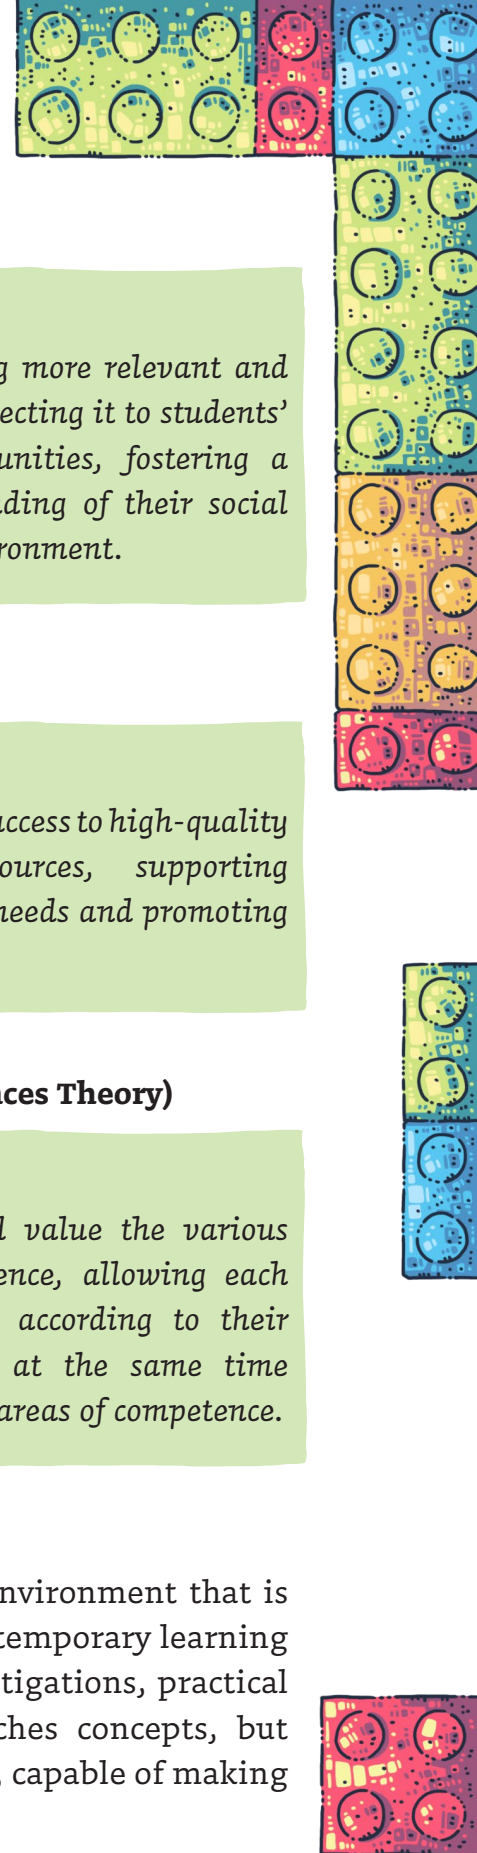 more relevant and
ecting it to students’
unities, fostering a
ding of their social
ronment.
access to high-quality
ources, supporting
needs and promoting
ces Theory)
value the various
ence, allowing each
according to their
at the same time
areas of competence.
nvironment that is
temporary learning
tigations, practical
ches concepts, but
capable of making